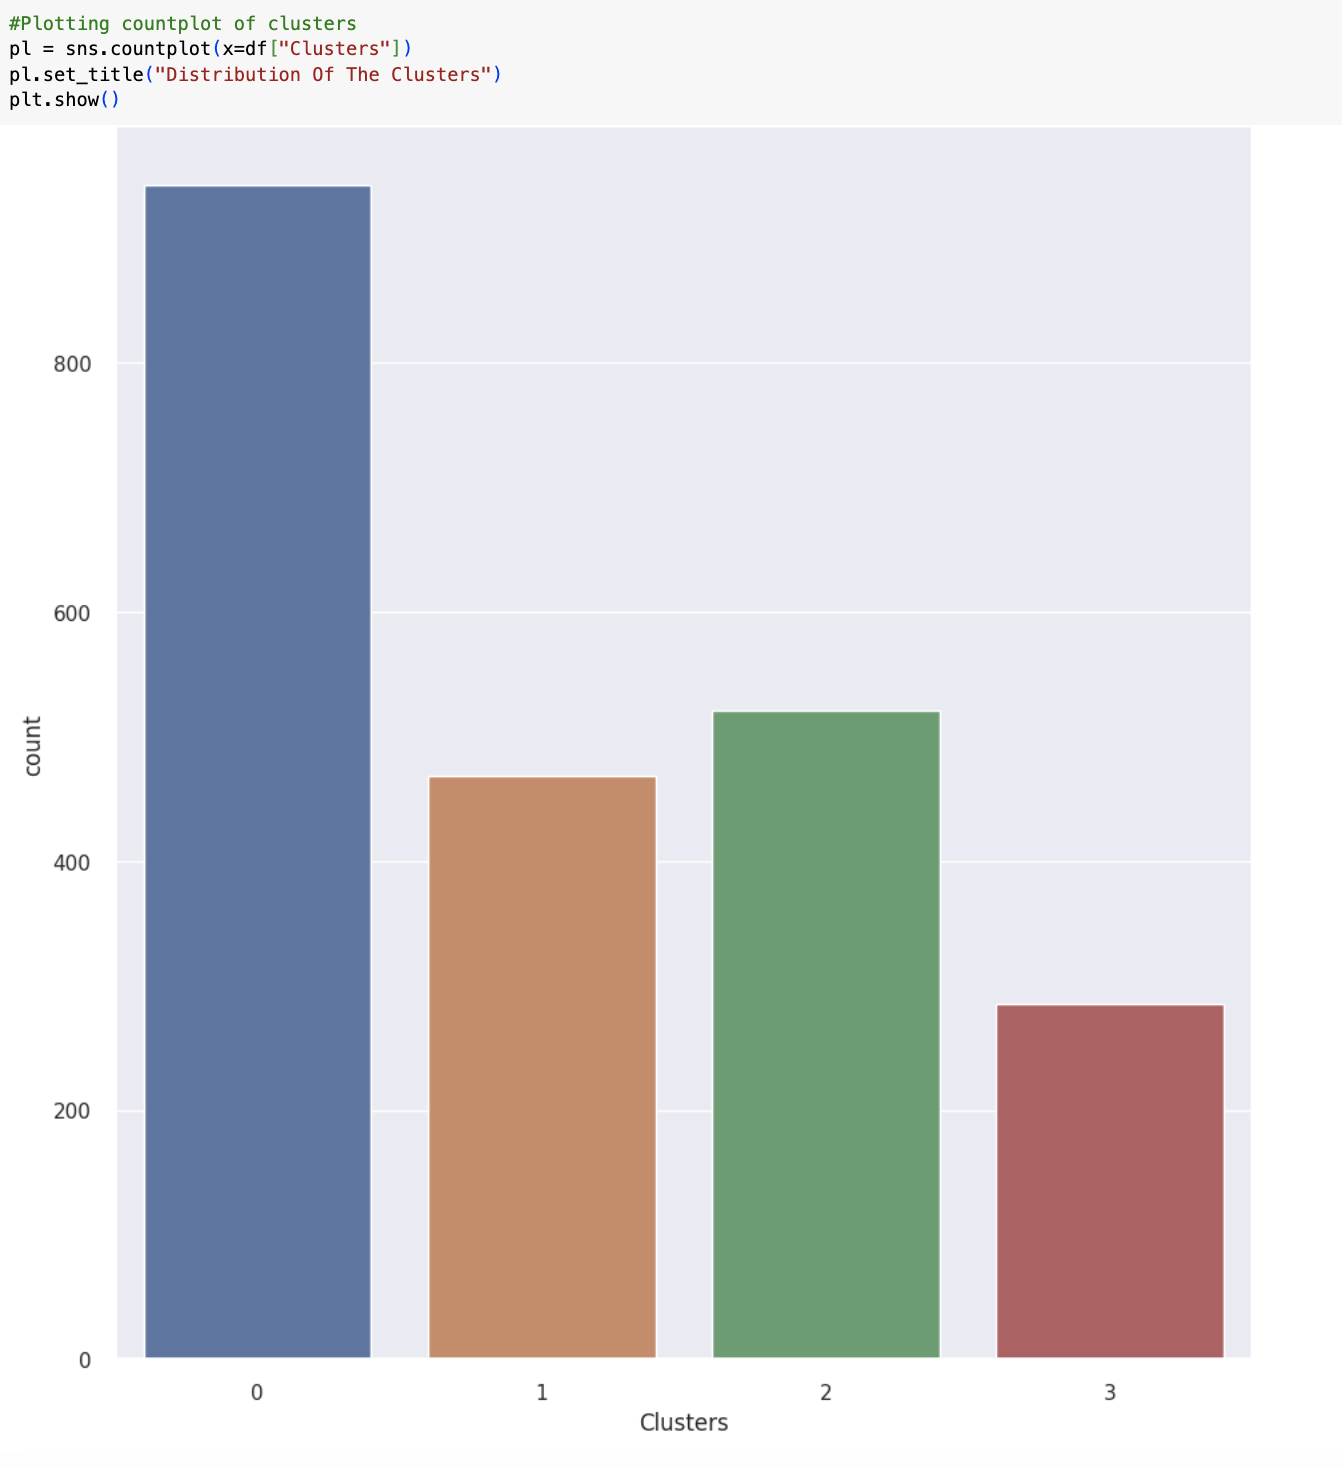 #Plotting countplot of clusters
pl = sns.countplot(x=df["Clusters"])
pl.set_title("Distribution Of The Clusters")
plt.show()
800
600
400
200
0
count
0 1 2 3
Clusters